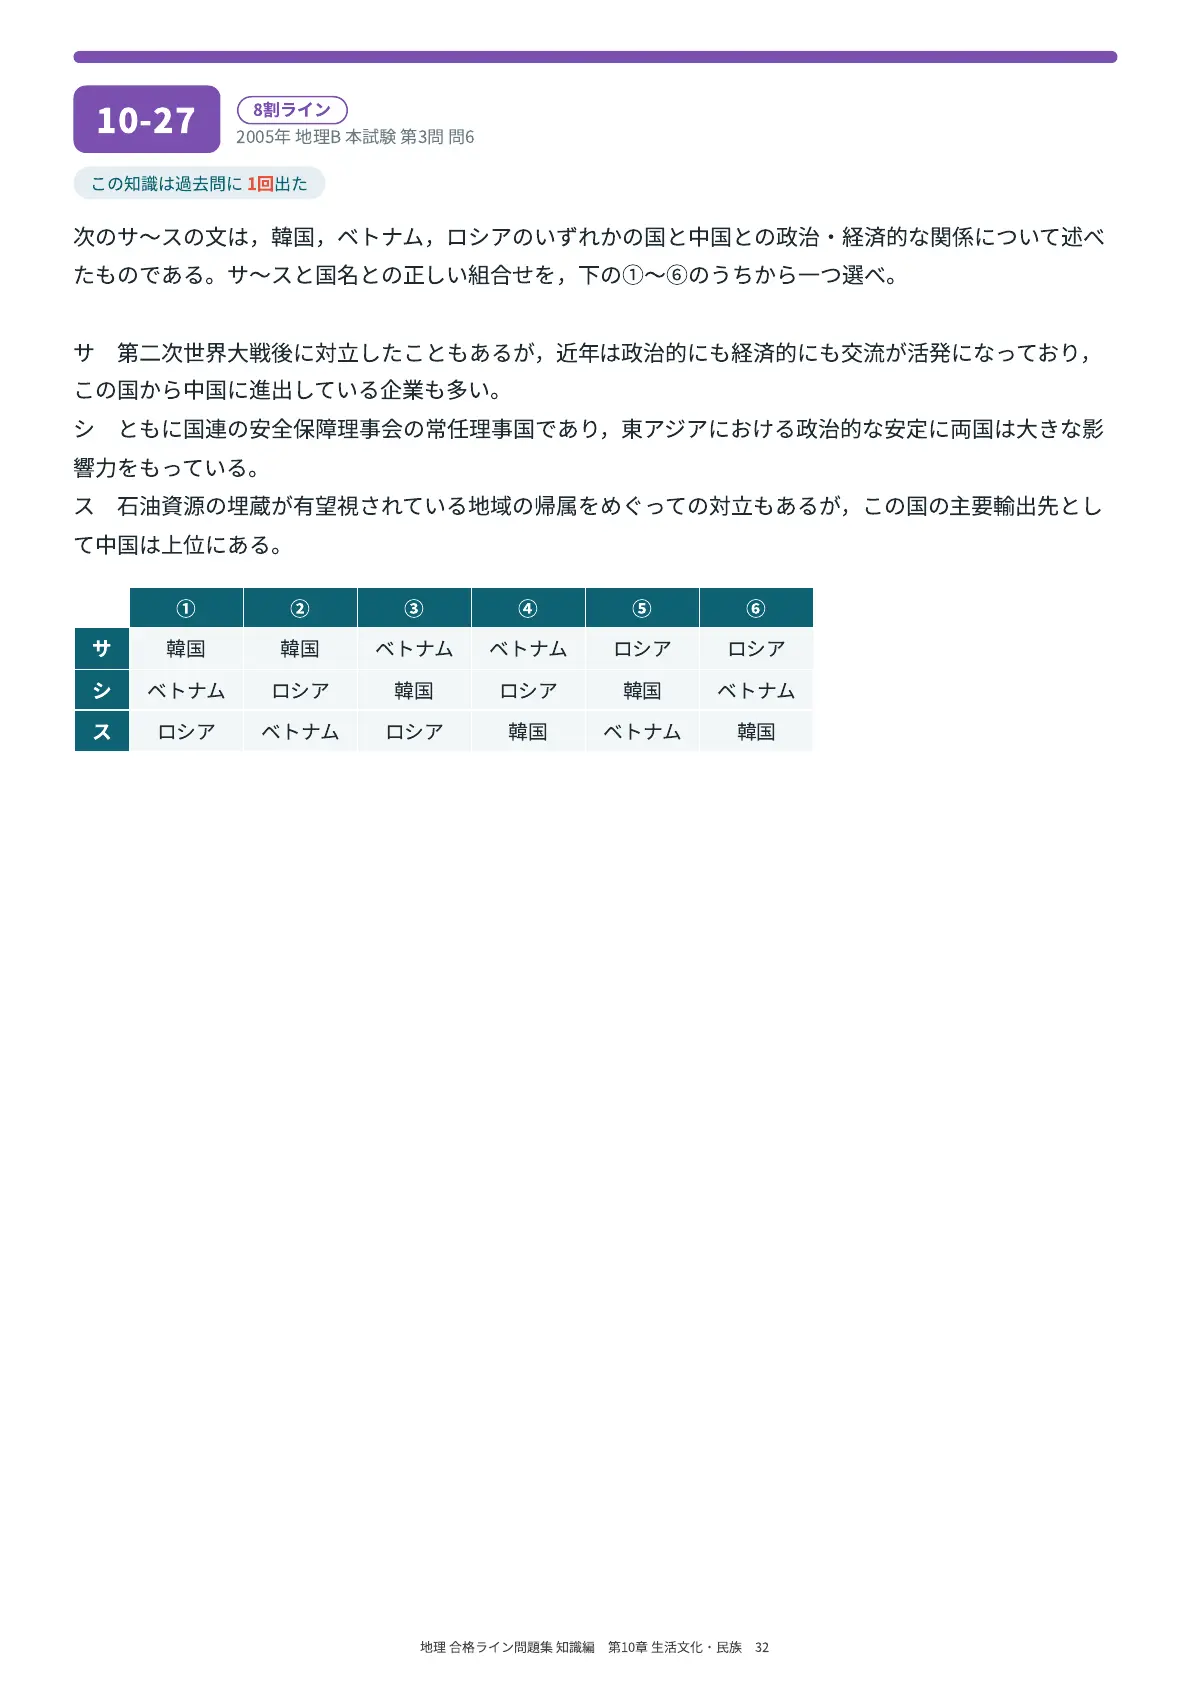 10-27
8割ライン
2005年 地理B 本試験 第3問 問6
この知識は過去問に 1回出た
次のサ～スの文は，韓国，ベトナム，ロシアのいずれかの国と中国との政治・経済的な関係について述べ
たものである。サ～スと国名との正しい組合せを，下の①～⑥のうちから一つ選べ。
サ　第二次世界大戦後に対立したこともあるが，近年は政治的にも経済的にも交流が活発になっており，
この国から中国に進出している企業も多い。
シ　ともに国連の安全保障理事会の常任理事国であり，東アジアにおける政治的な安定に両国は大きな影
響力をもっている。
ス　石油資源の埋蔵が有望視されている地域の帰属をめぐっての対立もあるが，この国の主要輸出先とし
て中国は上位にある。
① ② ③ ④ ⑤ ⑥
サ 韓国 韓国 ベトナム ベトナム ロシア ロシア
シ ベトナム ロシア 韓国 ロシア 韓国 ベトナム
ス ロシア ベトナム ロシア 韓国 ベトナム 韓国
地理 合格ライン問題集 知識編　第10章 生活文化・民族　32